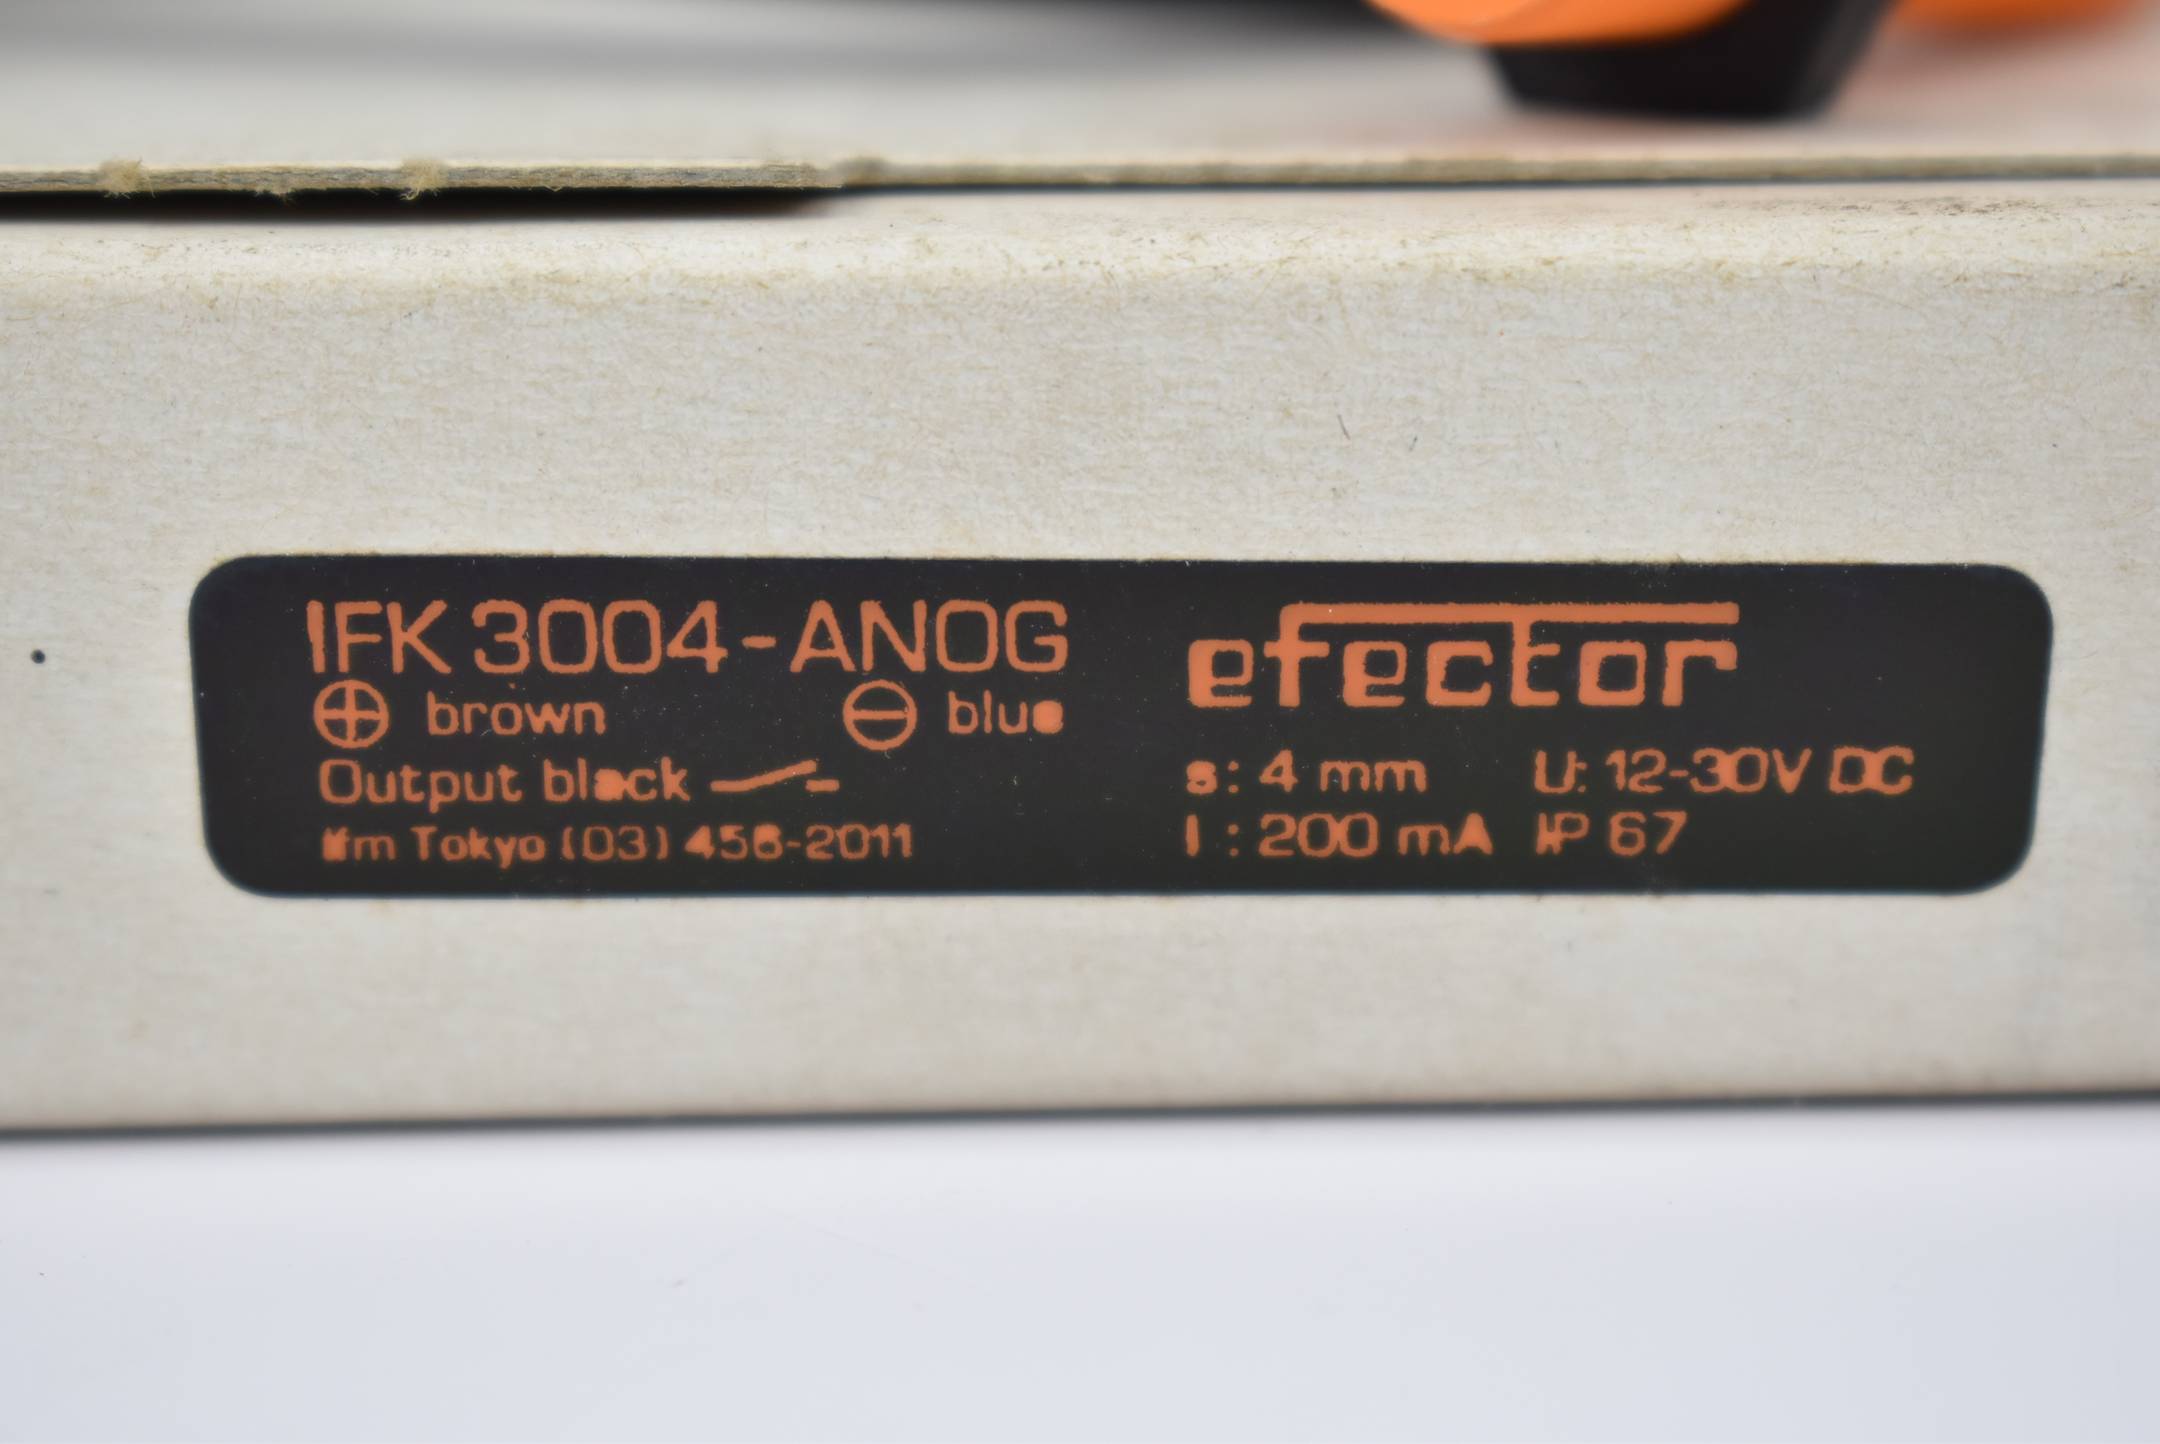 IFK 3004-ANOG
⊕ brown ⊖ blue
Output black
ifm Tokyo (03) 456-2011
efector
s: 4 mm U: 12-30V DC
I : 200 mA IP 67